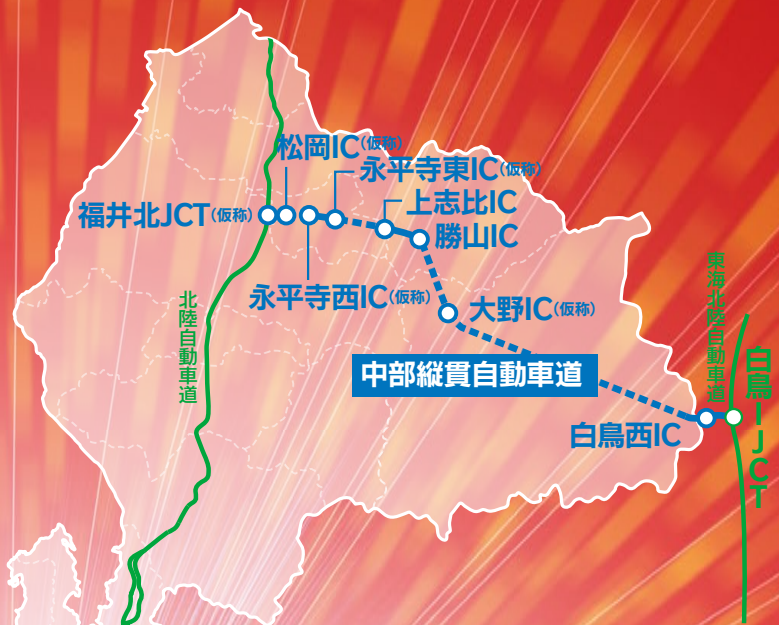 松岡IC(仮称)
永平寺東IC(仮称)
上志比IC
福井北JCT(仮称)
勝山IC
永平寺西IC(仮称)
大野IC(仮称)
北陸自動車道
東海北陸自動車道
白鳥IJCT
中部縦貫自動車道
白鳥西IC